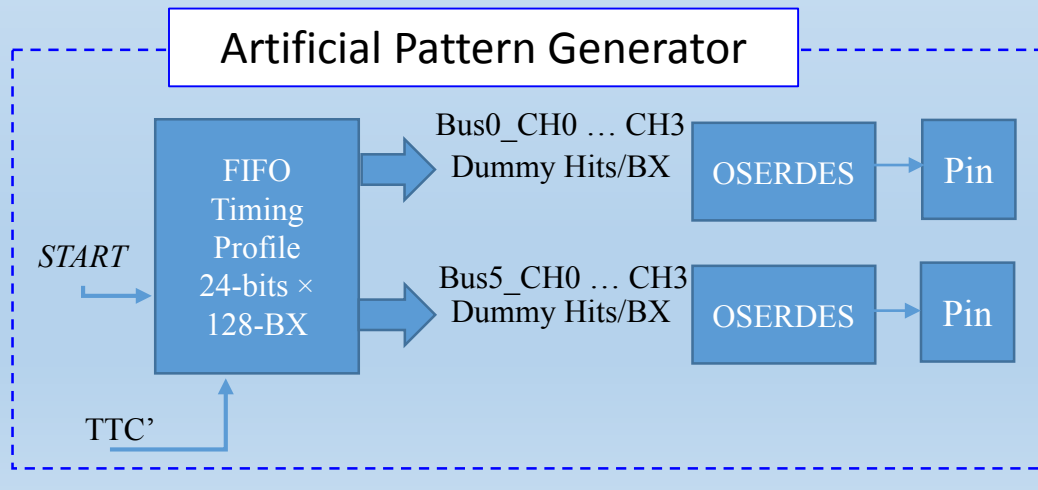 Artificial Pattern Generator
FIFO
Timing
Profile
24-bits ×
128-BX
START
TTC’
Bus0_CH0 … CH3
Dummy Hits/BX
OSERDES
Pin
Bus5_CH0 … CH3
Dummy Hits/BX
OSERDES
Pin